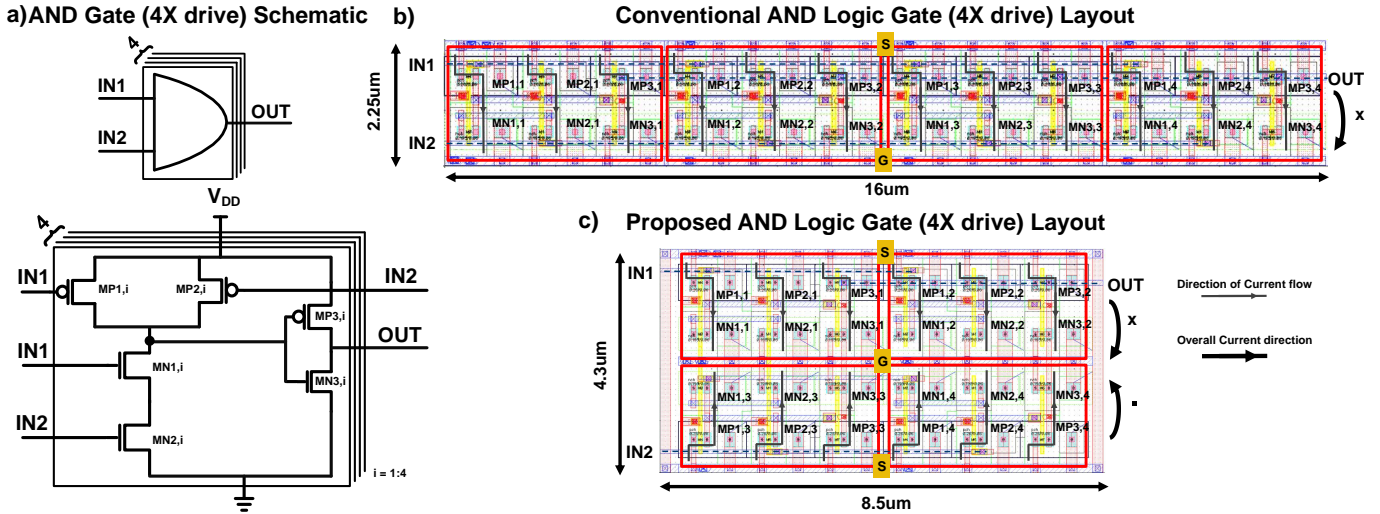 a) AND Gate (4X drive) Schematic
4
IN1
IN2
OUT
VDD
4
IN1
MP1,i
MP2,i
IN2
MP3,i
OUT
IN1
MN1,i
MN3,i
IN2
MN2,i
i = 1:4
b) Conventional AND Logic Gate (4X drive) Layout
S
IN1
MP1,1 MP2,1 MP3,1 MP1,2 MP2,2 MP3,2 MP1,3 MP2,3 MP3,3 MP1,4 MP2,4 MP3,4
OUT
2.25um
x
MN1,1 MN2,1 MN3,1 MN1,2 MN2,2 MN3,2 MN1,3 MN2,3 MN3,3 MN1,4 MN2,4 MN3,4
IN2
G
16um
c) Proposed AND Logic Gate (4X drive) Layout
S
IN1
MP1,1 MP2,1 MP3,1 MP1,2 MP2,2 MP3,2
OUT
x
MN1,1 MN2,1 MN3,1 MN1,2 MN2,2 MN3,2
G
4.3um
MN1,3 MN2,3 MN3,3 MN1,4 MN2,4 MN3,4
MP1,3 MP2,3 MP3,3 MP1,4 MP2,4 MP3,4
IN2
S
8.5um
Direction of Current flow
Overall Current direction